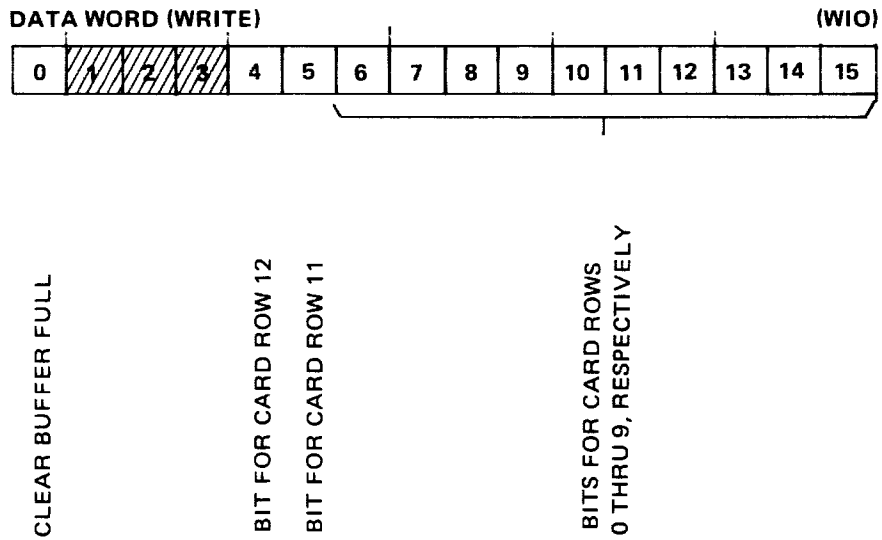 DATA WORD (WRITE) (WIO)
0 1 2 3 4 5 6 7 8 9 10 11 12 13 14 15
CLEAR BUFFER FULL
BIT FOR CARD ROW 12
BIT FOR CARD ROW 11
BITS FOR CARD ROWS
0 THRU 9, RESPECTIVELY